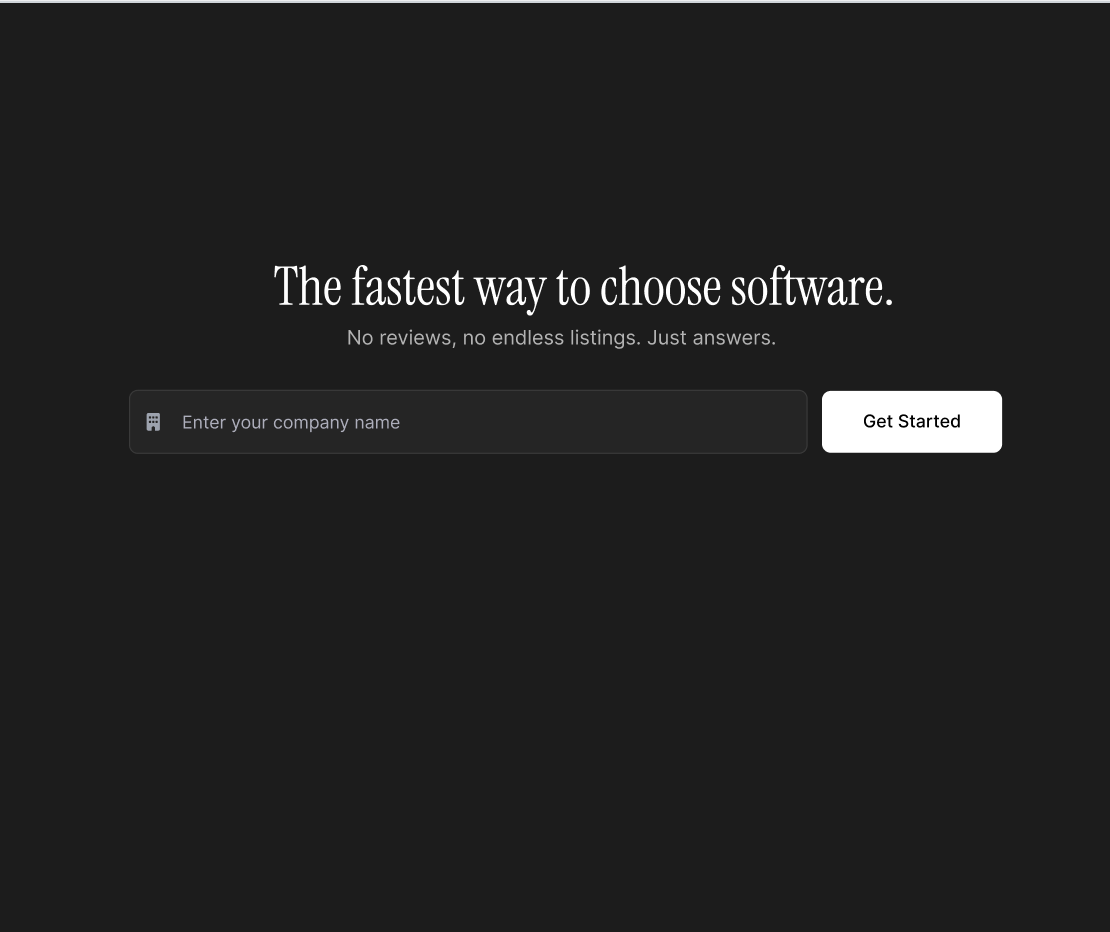 The fastest way to choose software.
No reviews, no endless listings. Just answers.
Enter your company name
Get Started